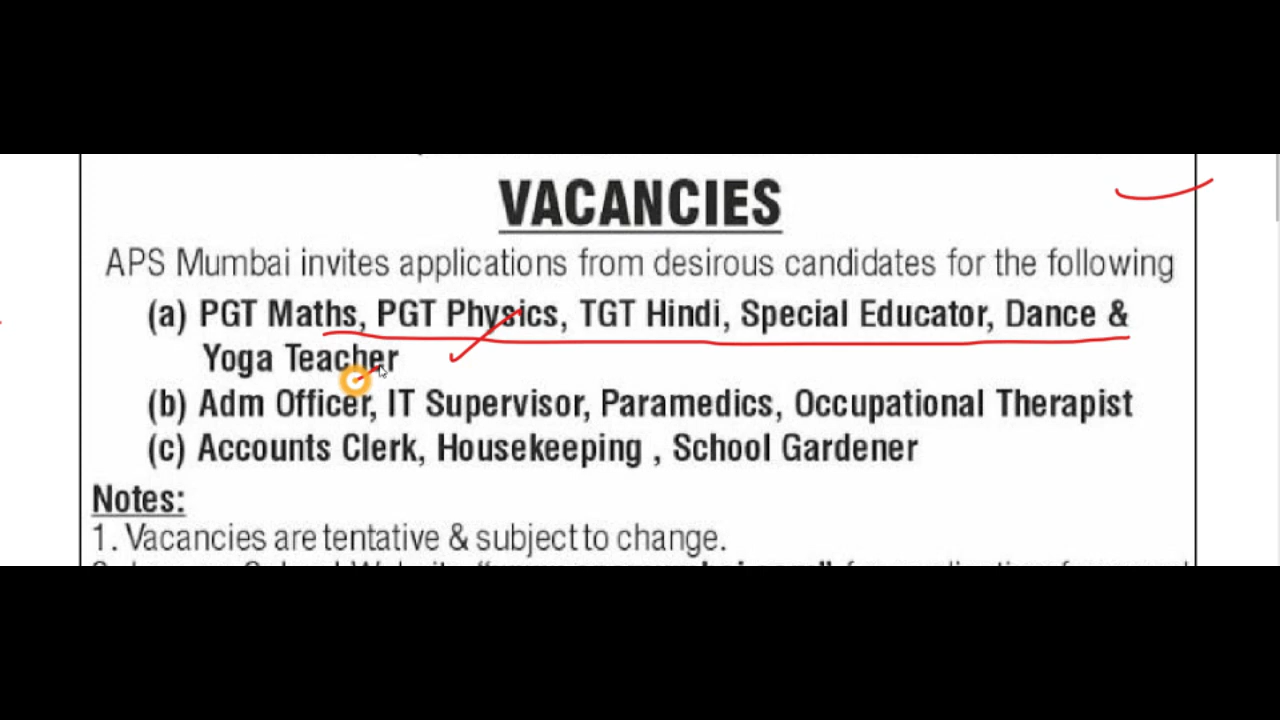 VACANCIES
APS Mumbai invites applications from desirous candidates for the following
(a) PGT Maths, PGT Physics, TGT Hindi, Special Educator, Dance &
Yoga Teacher
(b) Adm Officer, IT Supervisor, Paramedics, Occupational Therapist
(c) Accounts Clerk, Housekeeping , School Gardener
Notes:
1. Vacancies are tentative & subject to change.